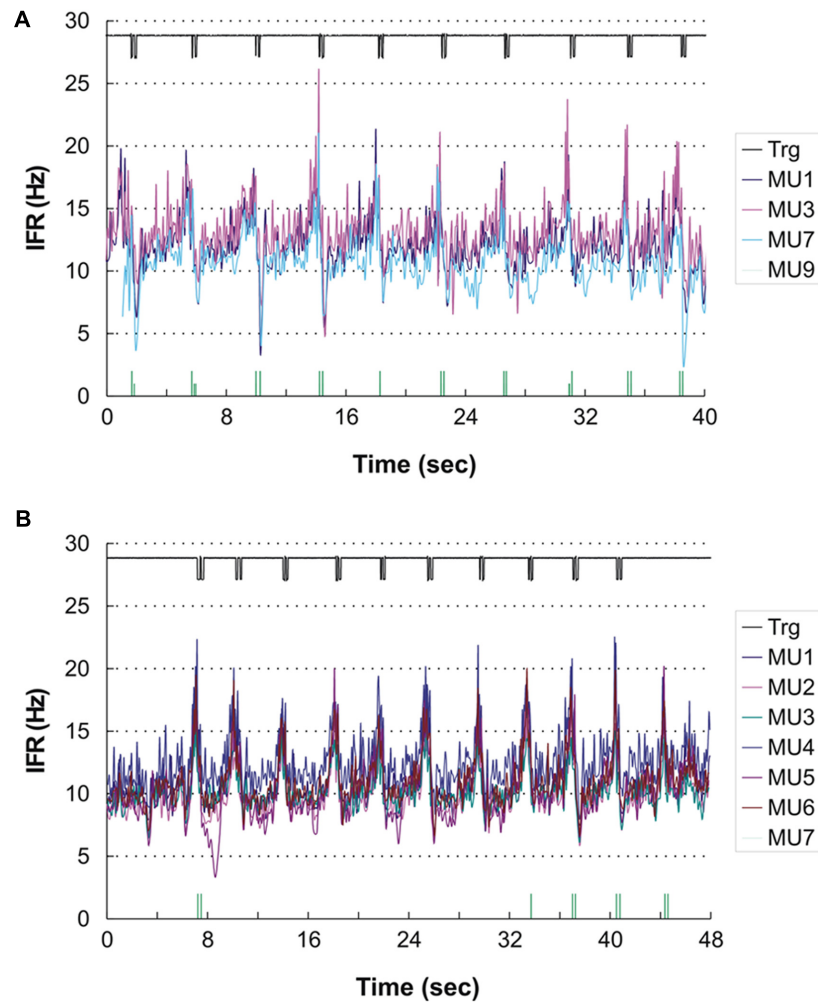 A
IFR (Hz)
30
25
20
15
10
5
0
0 8 16 24 32 40
Time (sec)
Trg
MU1
MU3
MU7
MU9
B
IFR (Hz)
30
25
20
15
10
5
0
0 8 16 24 32 40 48
Time (sec)
Trg
MU1
MU2
MU3
MU4
MU5
MU6
MU7